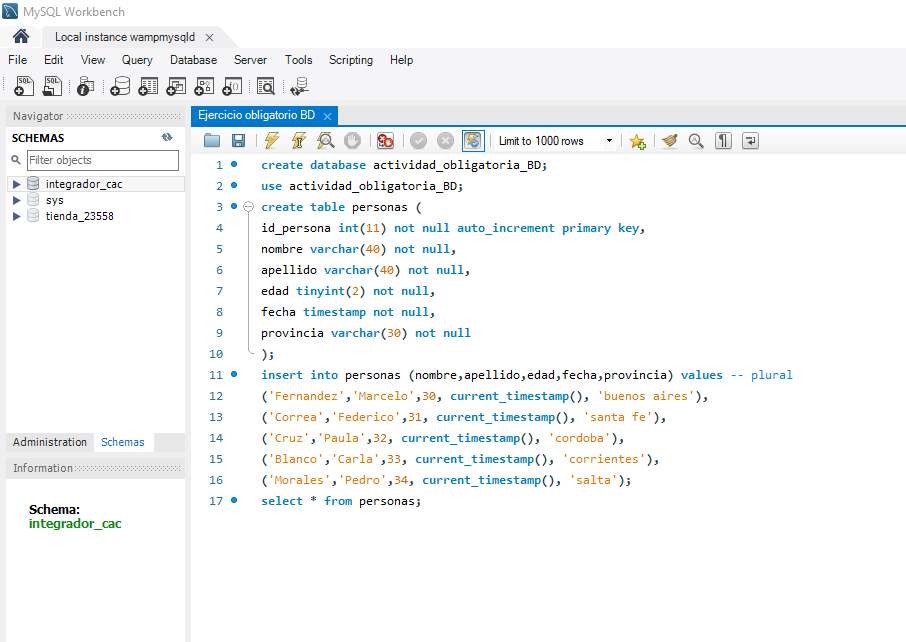 MySQL Workbench
Local instance wampmysqld
File Edit View Query Database Server Tools Scripting Help
Navigator
SCHEMAS
Filter objects
integrador_cac
sys
tienda_23558
Administration Schemas
Information
Schema:
integrador_cac
Ejercicio obligatorio BD
Limit to 1000 rows
1 create database actividad_obligatoria_BD;
2 use actividad_obligatoria_BD;
3 create table personas (
4 id_persona int(11) not null auto_increment primary key,
5 nombre varchar(40) not null,
6 apellido varchar(40) not null,
7 edad tinyint(2) not null,
8 fecha timestamp not null,
9 provincia varchar(30) not null
10 );
11 insert into personas (nombre,apellido,edad,fecha,provincia) values -- plural
12 ('Fernandez','Marcelo',30, current_timestamp(), 'buenos aires'),
13 ('Correa','Federico',31, current_timestamp(), 'santa fe'),
14 ('Cruz','Paula',32, current_timestamp(), 'cordoba'),
15 ('Blanco','Carla',33, current_timestamp(), 'corrientes'),
16 ('Morales','Pedro',34, current_timestamp(), 'salta');
17 select * from personas;